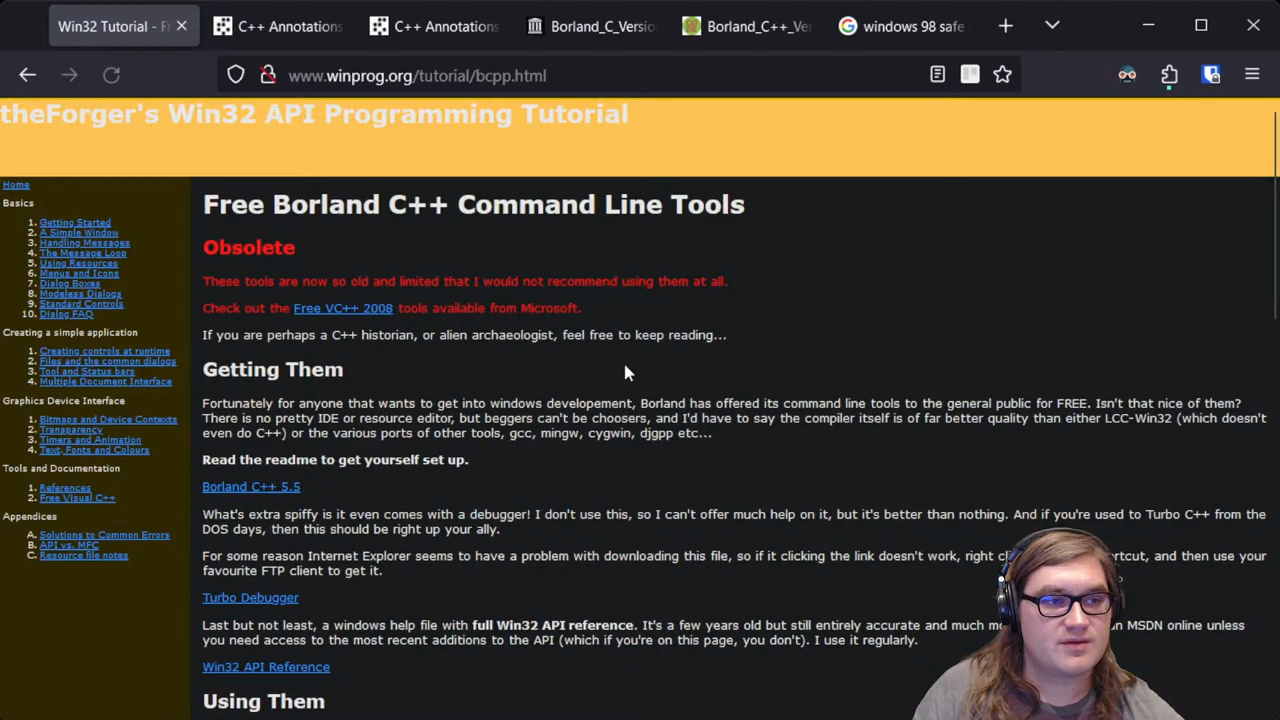 Win32 Tutorial - Fr
C++ Annotations
C++ Annotations
Borland_C_Versio
Borland_C++_Ver
windows 98 safe
www.winprog.org/tutorial/bcpp.html
theForger's Win32 API Programming Tutorial
Home
Basics
1. Getting Started
2. A Simple Window
3. Handling Messages
4. The Message Loop
5. Using Resources
6. Menus and Icons
7. Dialog Boxes
8. Modeless Dialogs
9. Standard Controls
10. Dialog FAQ
Creating a simple application
1. Creating controls at runtime
2. Files and the common dialogs
3. Tool and Status bars
4. Multiple Document Interface
Graphics Device Interface
1. Bitmaps and Device Contexts
2. Transparency
3. Timers and Animation
4. Text, Fonts and Colours
Tools and Documentation
1. References
2. Free Visual C++
Appendices
A. Solutions to Common Errors
B. API vs. MFC
C. Resource file notes
Free Borland C++ Command Line Tools
Obsolete
These tools are now so old and limited that I would not recommend using them at all.
Check out the Free VC++ 2008 tools available from Microsoft.
If you are perhaps a C++ historian, or alien archaeologist, feel free to keep reading...
Getting Them
Fortunately for anyone that wants to get into windows developement, Borland has offered its command line tools to the general public for FREE. Isn't that nice of them?
There is no pretty IDE or resource editor, but beggers can't be choosers, and I'd have to say the compiler itself is of far better quality than either LCC-Win32 (which doesn't
even do C++) or the various ports of other tools, gcc, mingw, cygwin, djgpp etc...
Read the readme to get yourself set up.
Borland C++ 5.5
What's extra spiffy is it even comes with a debugger! I don't use this, so I can't offer much help on it, but it's better than nothing. And if you're used to Turbo C++ from the
DOS days, then this should be right up your ally.
For some reason Internet Explorer seems to have a problem with downloading this file, so if it clicking the link doesn't work, right cl ortcut, and then use your
favourite FTP client to get it.
Turbo Debugger
Last but not least, a windows help file with full Win32 API reference. It's a few years old but still entirely accurate and much mo n MSDN online unless
you need access to the most recent additions to the API (which if you're on this page, you don't). I use it regularly.
Win32 API Reference
Using Them